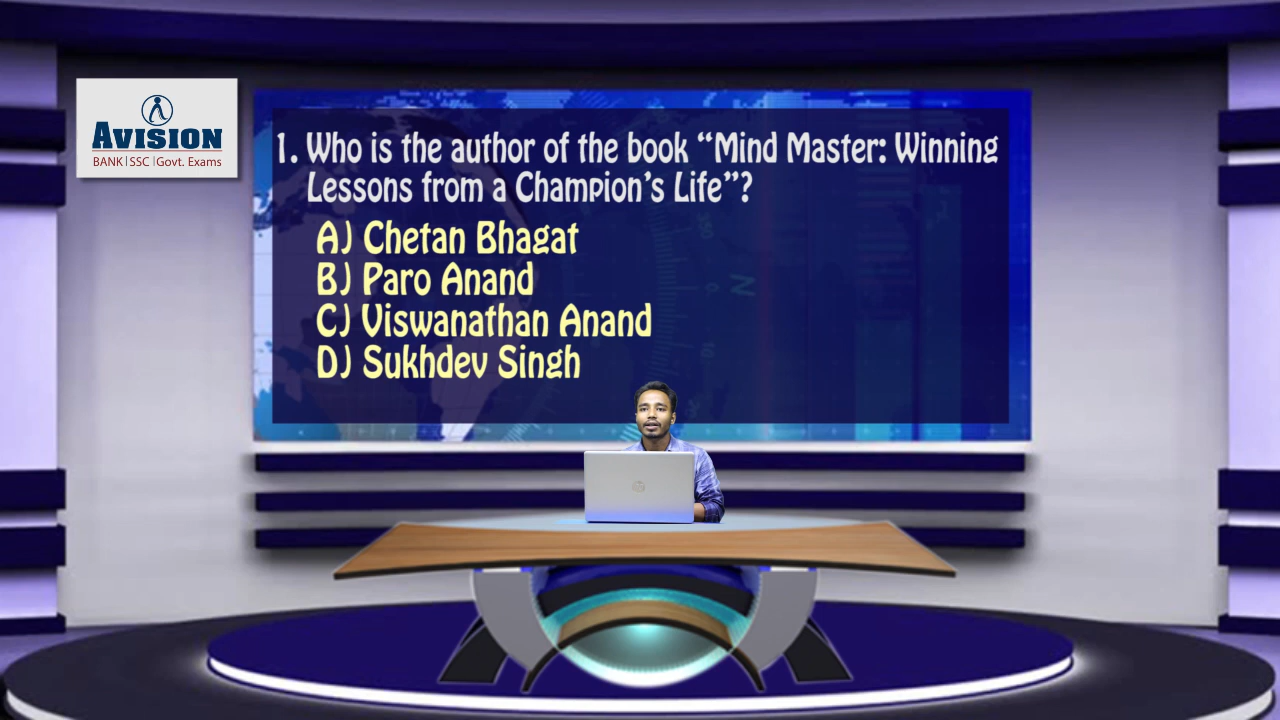 AVISION
BANK|SSC|Govt. Exams
1. Who is the author of the book “Mind Master: Winning
Lessons from a Champion’s Life”?
A) Chetan Bhagat
B) Paro Anand
C) Viswanathan Anand
D) Sukhdev Singh